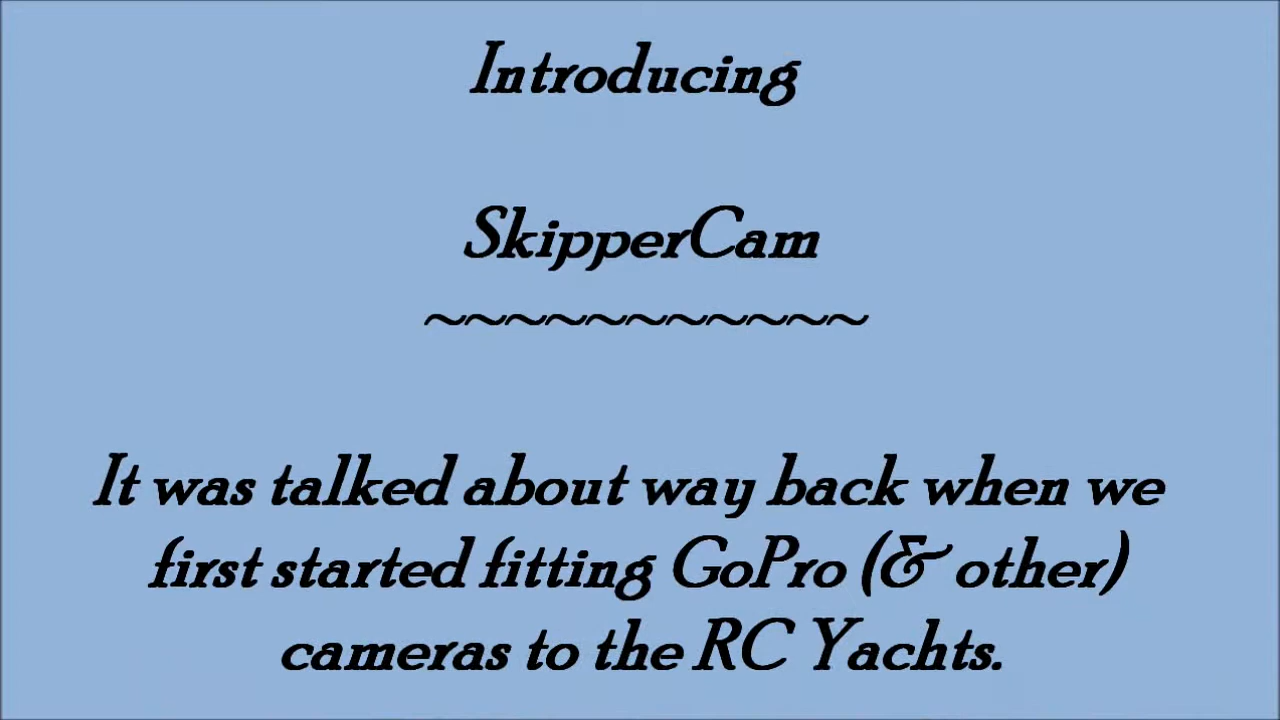 Introducing
SkipperCam
~~~~~~~~~~~
It was talked about way back when we
first started fitting GoPro (& other)
cameras to the RC Yachts.